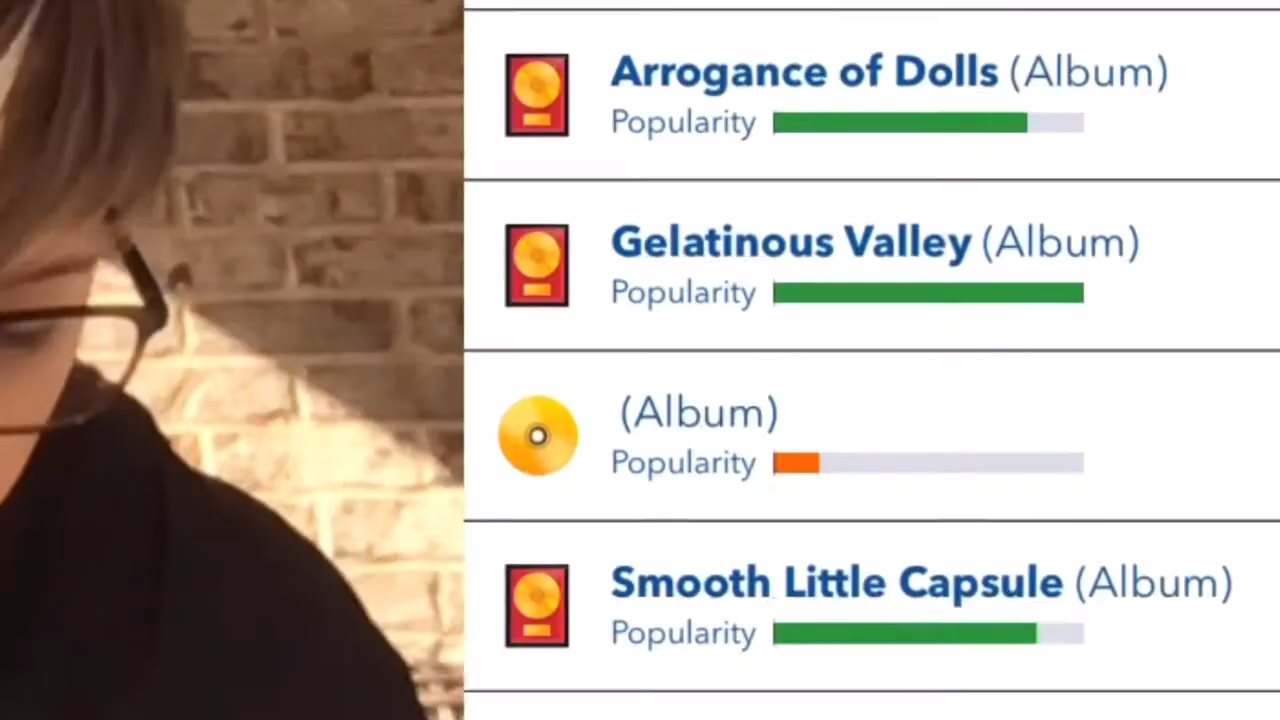 Arrogance of Dolls (Album)
Popularity
Gelatinous Valley (Album)
Popularity
(Album)
Popularity
Smooth Little Capsule (Album)
Popularity